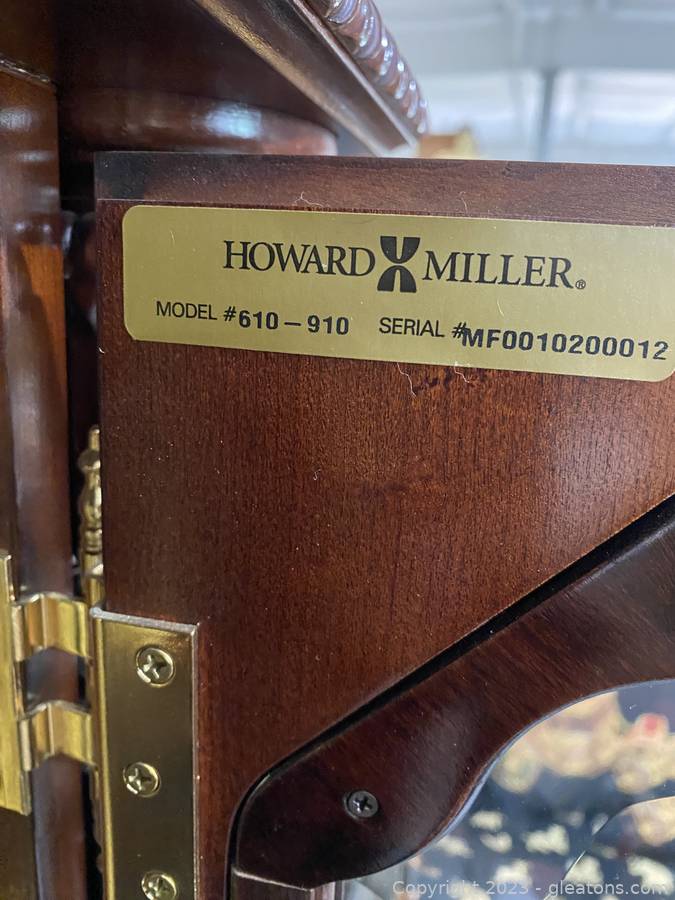 HOWARD MILLER®
MODEL #610-910 SERIAL #MF0010200012
Copyright 2023 - gleatons.com